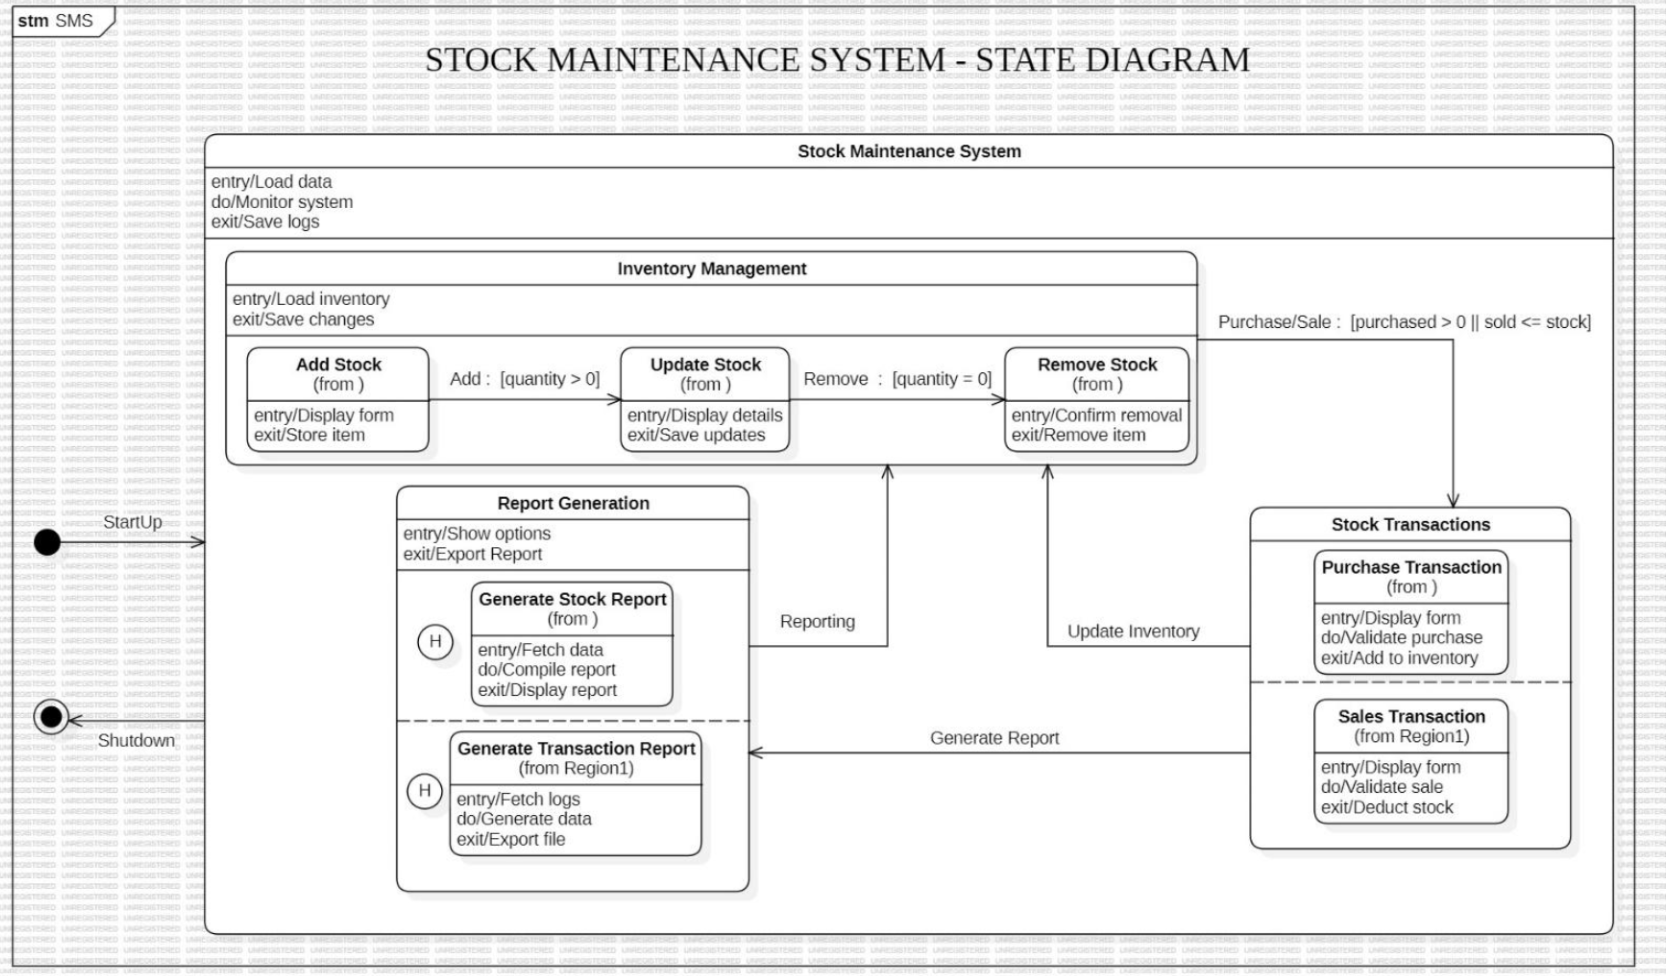 stm SMS
STOCK MAINTENANCE SYSTEM - STATE DIAGRAM
Stock Maintenance System
entry/Load data
do/Monitor system
exit/Save logs
Inventory Management
entry/Load inventory
exit/Save changes
Add Stock
(from )
entry/Display form
exit/Store item
Add : [quantity > 0]
Update Stock
(from )
entry/Display details
exit/Save updates
Remove : [quantity = 0]
Remove Stock
(from )
entry/Confirm removal
exit/Remove item
Purchase/Sale : [purchased > 0 || sold <= stock]
StartUp
Shutdown
Report Generation
entry/Show options
exit/Export Report
H
Generate Stock Report
(from )
entry/Fetch data
do/Compile report
exit/Display report
H
Generate Transaction Report
(from Region1)
entry/Fetch logs
do/Generate data
exit/Export file
Reporting
Update Inventory
Generate Report
Stock Transactions
Purchase Transaction
(from )
entry/Display form
do/Validate purchase
exit/Add to inventory
Sales Transaction
(from Region1)
entry/Display form
do/Validate sale
exit/Deduct stock
UNREGISTERED